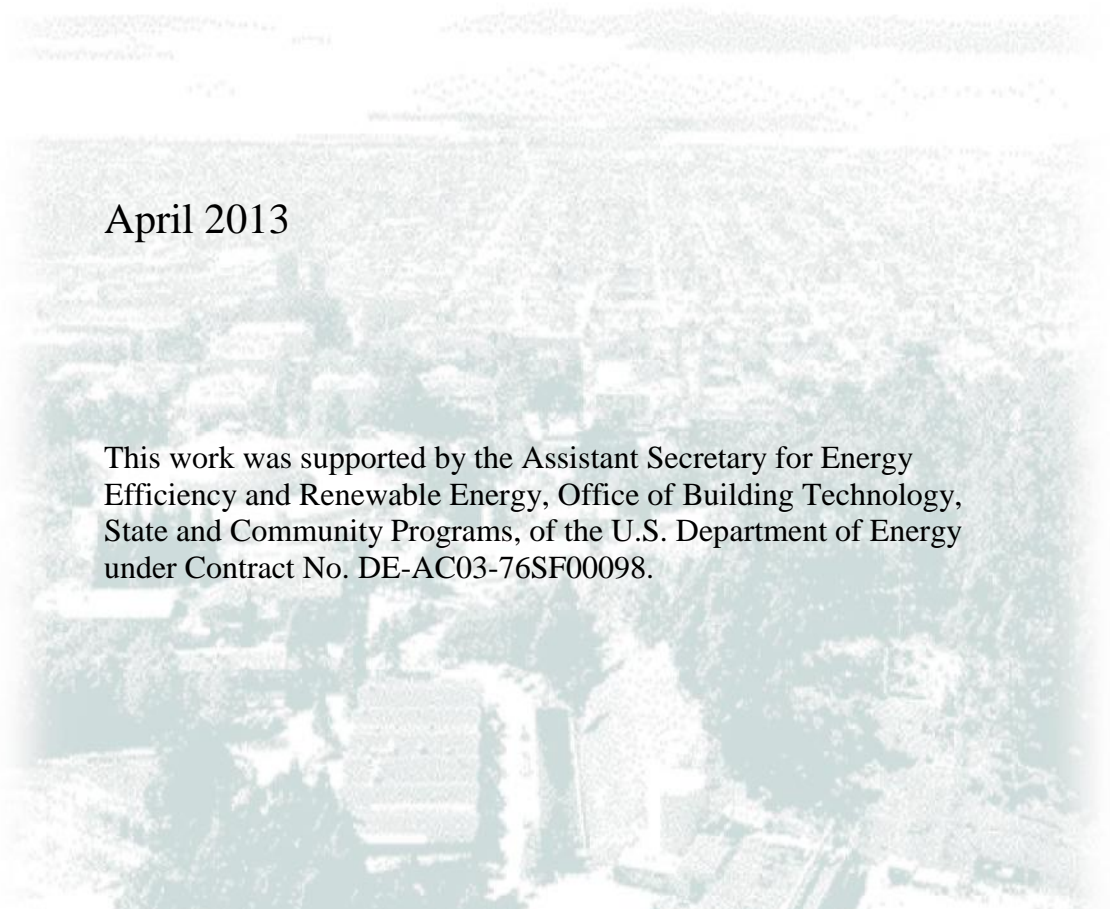 April 2013
This work was supported by the Assistant Secretary for Energy
Efficiency and Renewable Energy, Office of Building Technology,
State and Community Programs, of the U.S. Department of Energy
under Contract No. DE-AC03-76SF00098.